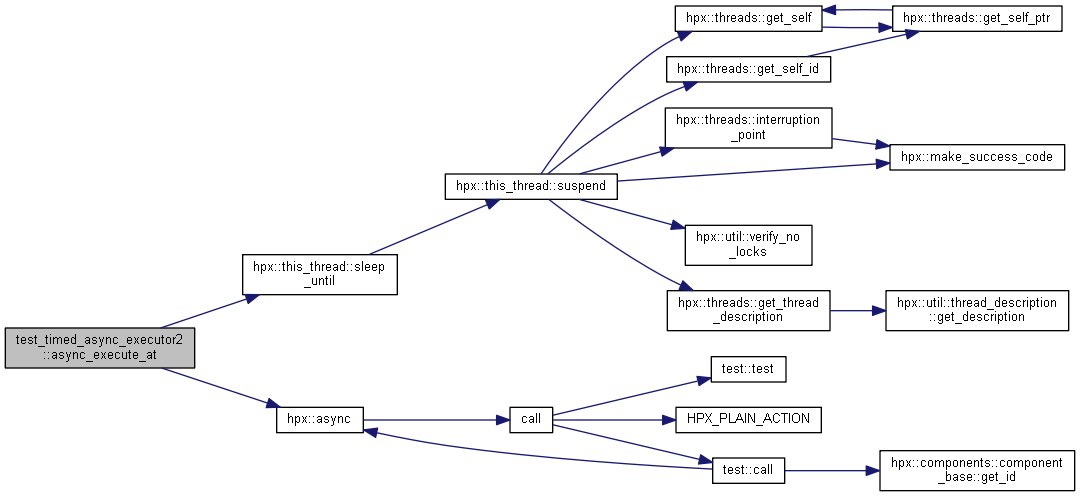 hpx::threads::get_self
hpx::threads::get_self_ptr
hpx::threads::get_self_id
hpx::threads::interruption
_point
hpx::make_success_code
hpx::this_thread::suspend
hpx::util::verify_no
_locks
hpx::this_thread::sleep
_until
hpx::threads::get_thread
_description
hpx::util::thread_description
::get_description
test_timed_async_executor2
::async_execute_at
test::test
hpx::async
call
HPX_PLAIN_ACTION
test::call
hpx::components::component
_base::get_id